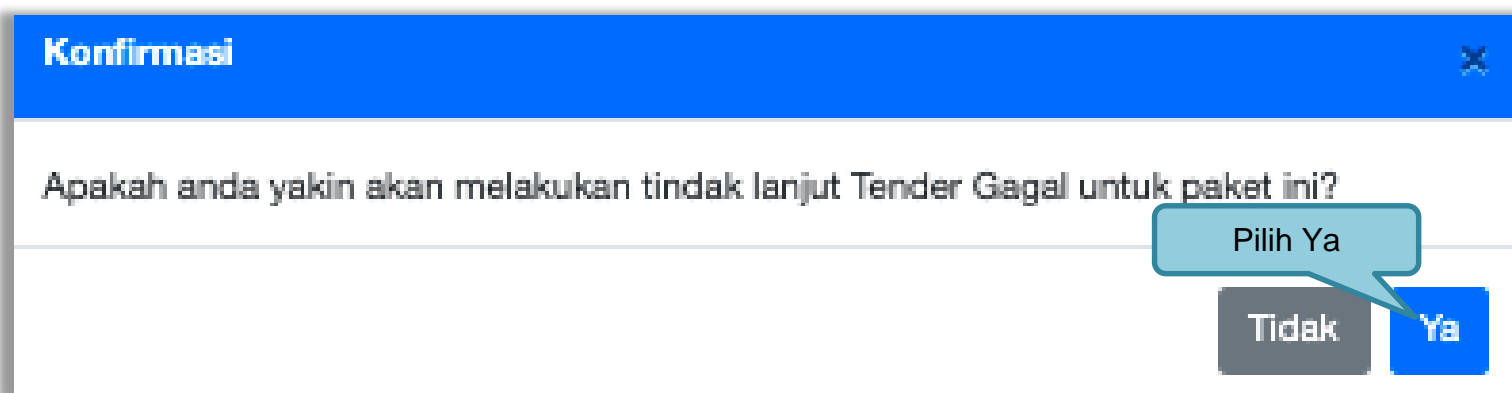 Konfirmasi
Apakah anda yakin akan melakukan tindak lanjut Tender Gagal untuk paket ini?
Pilih Ya
Tidak
Ya